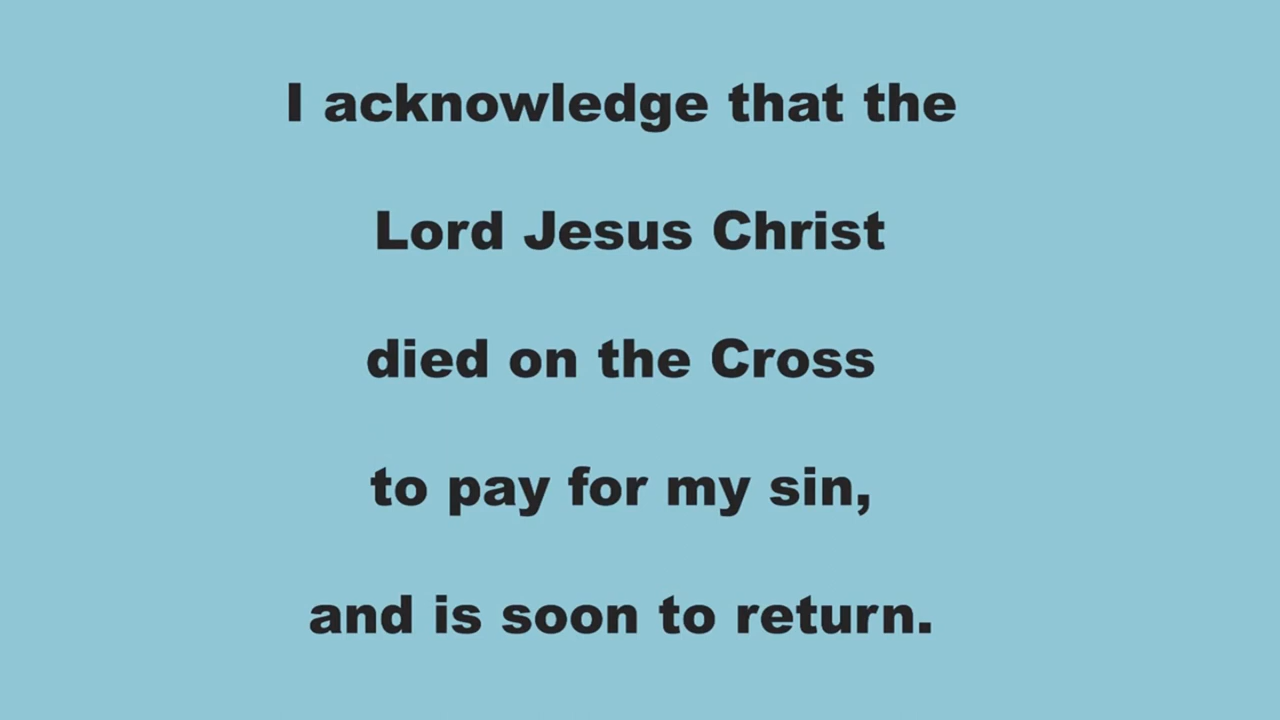 I acknowledge that the
Lord Jesus Christ
died on the Cross
to pay for my sin,
and is soon to return.